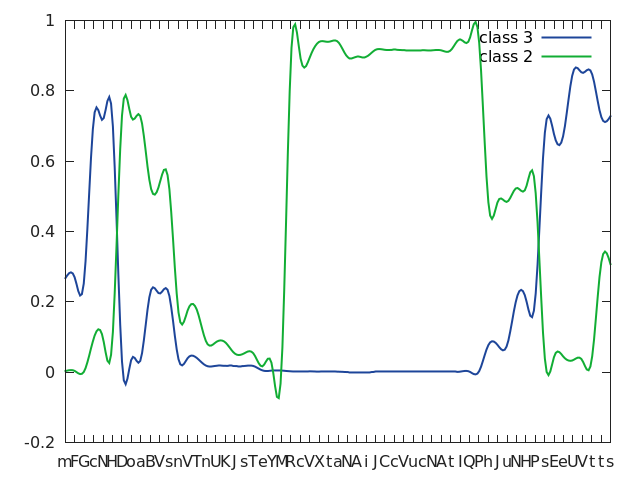 1
0.8
0.6
0.4
0.2
0
-0.2
class 3
class 2
mFGcNHDoaBVsnVTnUKJsTeYMRcVXtaNAiJCcVucNAtIQPhJuNHPsEeUVtts